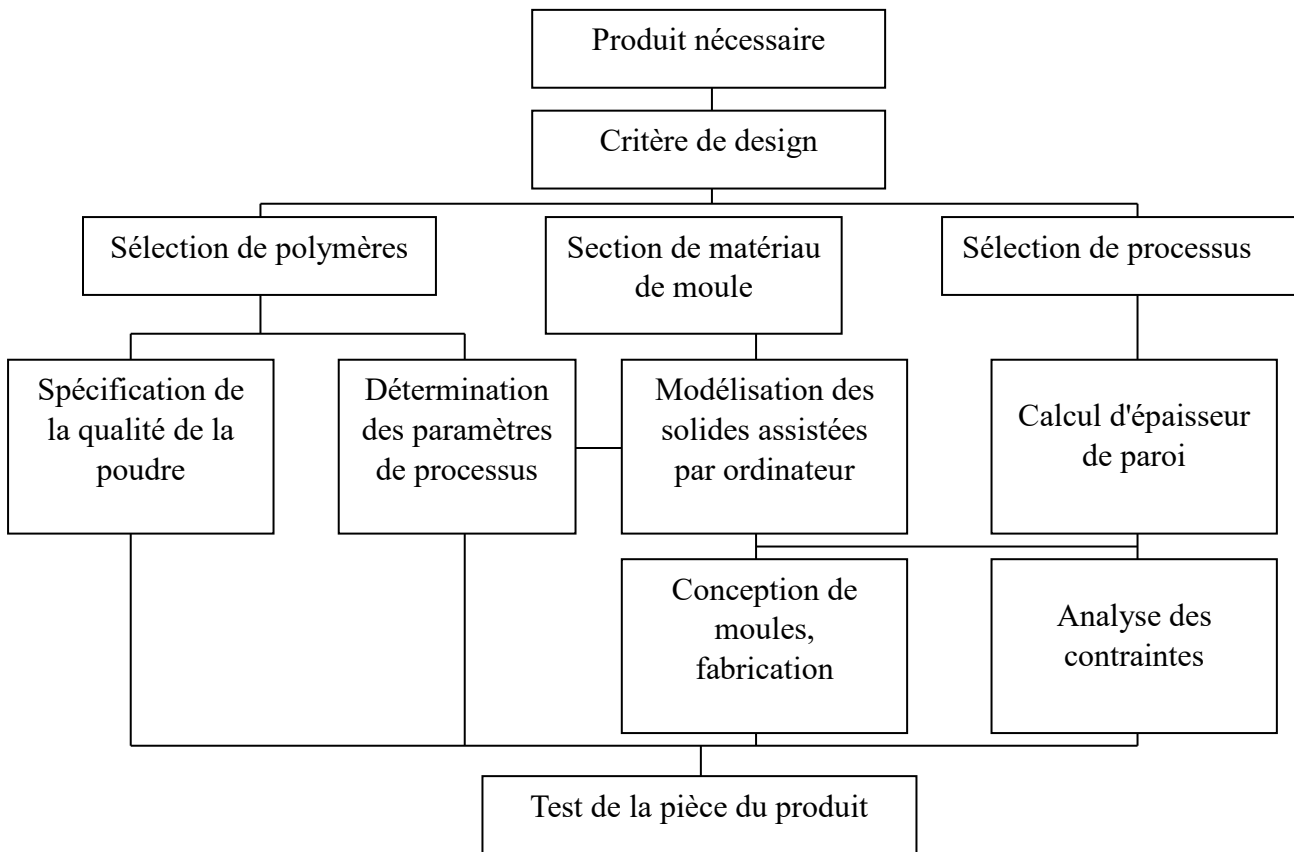 Produit nécessaire
Critère de design
Sélection de polymères
Section de matériau
de moule
Sélection de processus
Spécification de
la qualité de la
poudre
Détermination
des paramètres
de processus
Modélisation des
solides assistées
par ordinateur
Calcul d'épaisseur
de paroi
Conception de
moules,
fabrication
Analyse des
contraintes
Test de la pièce du produit